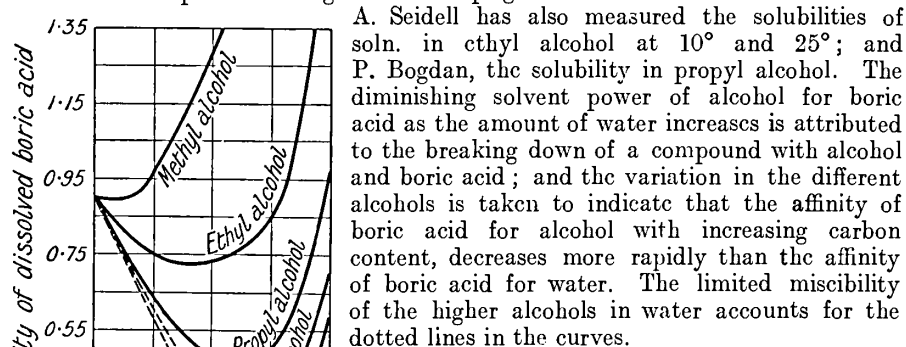 A. Seidell has also measured the solubilities of
soln. in ethyl alcohol at 10° and 25°; and
P. Bogdan, the solubility in propyl alcohol. The
diminishing solvent power of alcohol for boric
acid as the amount of water increases is attributed
to the breaking down of a compound with alcohol
and boric acid; and the variation in the different
alcohols is taken to indicate that the affinity of
boric acid for alcohol with increasing carbon
content, decreases more rapidly than the affinity
of boric acid for water. The limited miscibility
of the higher alcohols in water accounts for the
dotted lines in the curves.
of dissolved boric acid
1·35
1·15
0·95
0·75
0·55
Methyl alcohol
Ethyl alcohol
Propyl alcohol